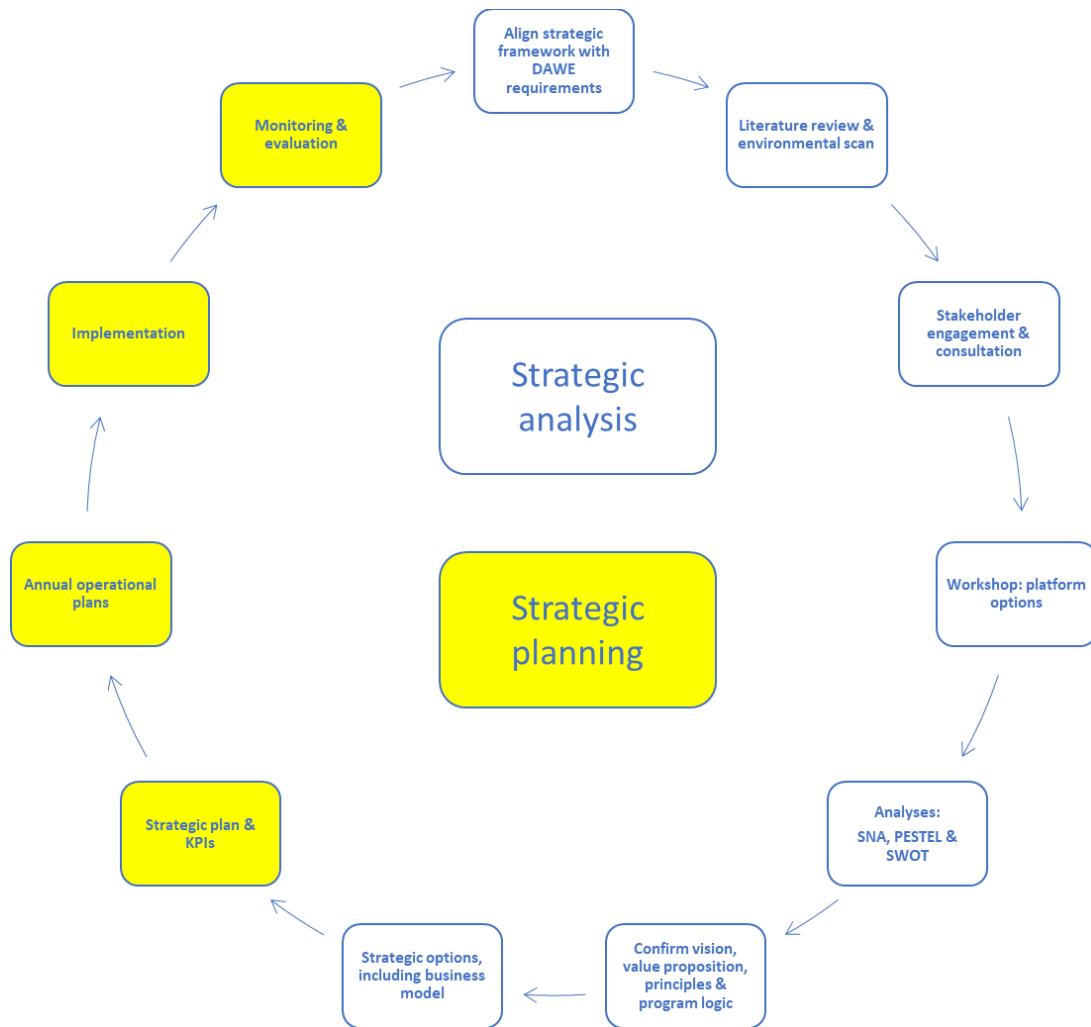 Align strategic
framework with
DAWE
requirements
Literature review &
environmental scan
Stakeholder
engagement &
consultation
Workshop: platform
options
Analyses:
SNA, PESTEL &
SWOT
Confirm vision,
value proposition,
principles &
program logic
Strategic options,
including business
model
Strategic plan &
KPIs
Annual operational
plans
Implementation
Monitoring &
evaluation
Strategic
analysis
Strategic
planning